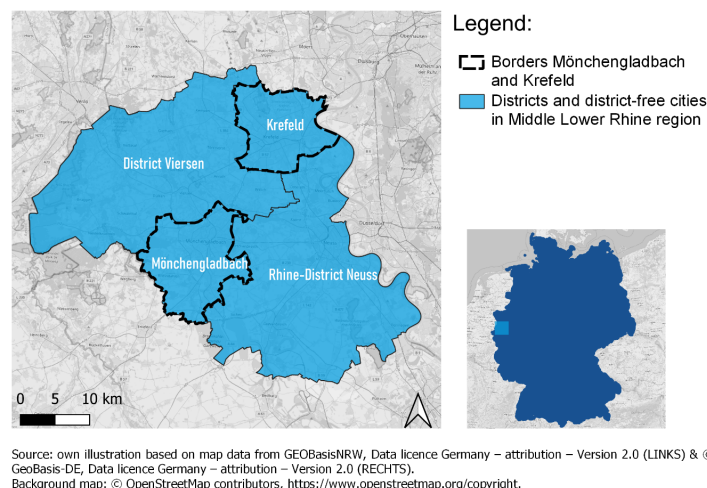 Legend:
Borders Mönchengladbach
and Krefeld
Districts and district-free cities
in Middle Lower Rhine region
Krefeld
District Viersen
Mönchengladbach
Rhine-District Neuss
0 5 10 km
Source: own illustration based on map data from GEOBasisNRW, Data licence Germany – attribution – Version 2.0 (LINKS) & ©
GeoBasis-DE, Data licence Germany – attribution – Version 2.0 (RECHTS).
Background map: © OpenStreetMap contributors, https://www.openstreetmap.org/copyright.